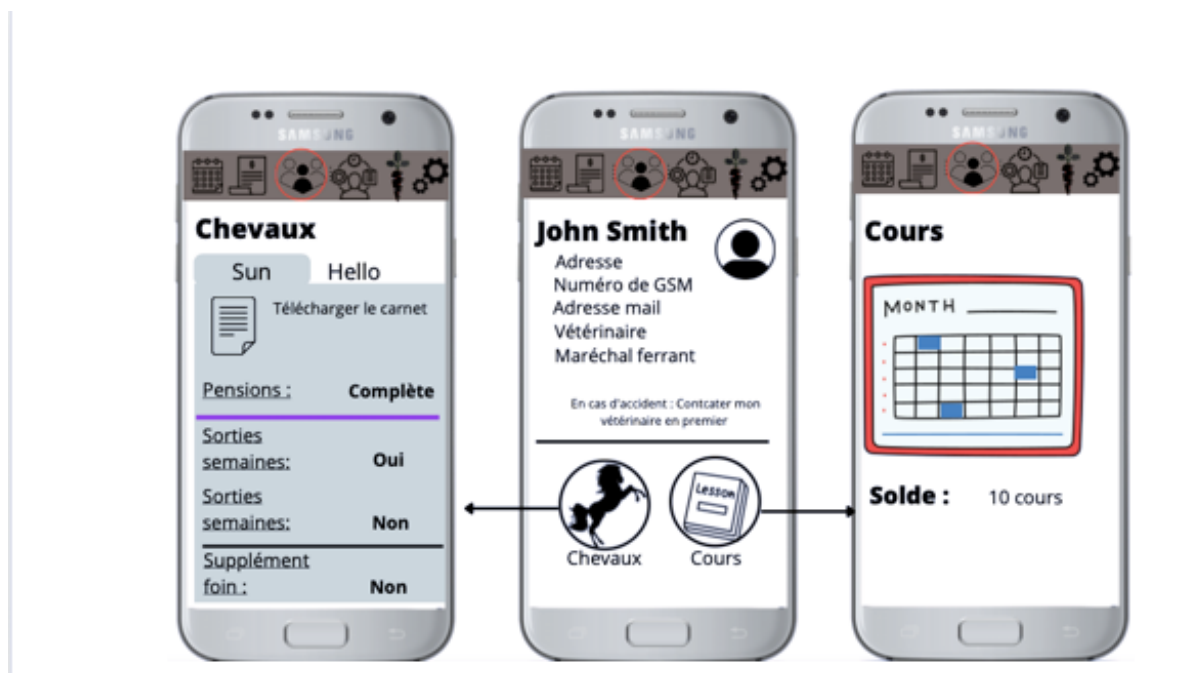 SAMSUNG
Chevaux
Sun
Hello
Télécharger le carnet
Pensions :
Complète
Sorties
semaines:
Oui
Sorties
semaines:
Non
Supplément
foin :
Non
SAMSUNG
John Smith
Adresse
Numéro de GSM
Adresse mail
Vétérinaire
Maréchal ferrant
En cas d'accident : Contcater mon
vétérinaire en premier
Lesson
Chevaux
Cours
SAMSUNG
Cours
MONTH
Solde :
10 cours